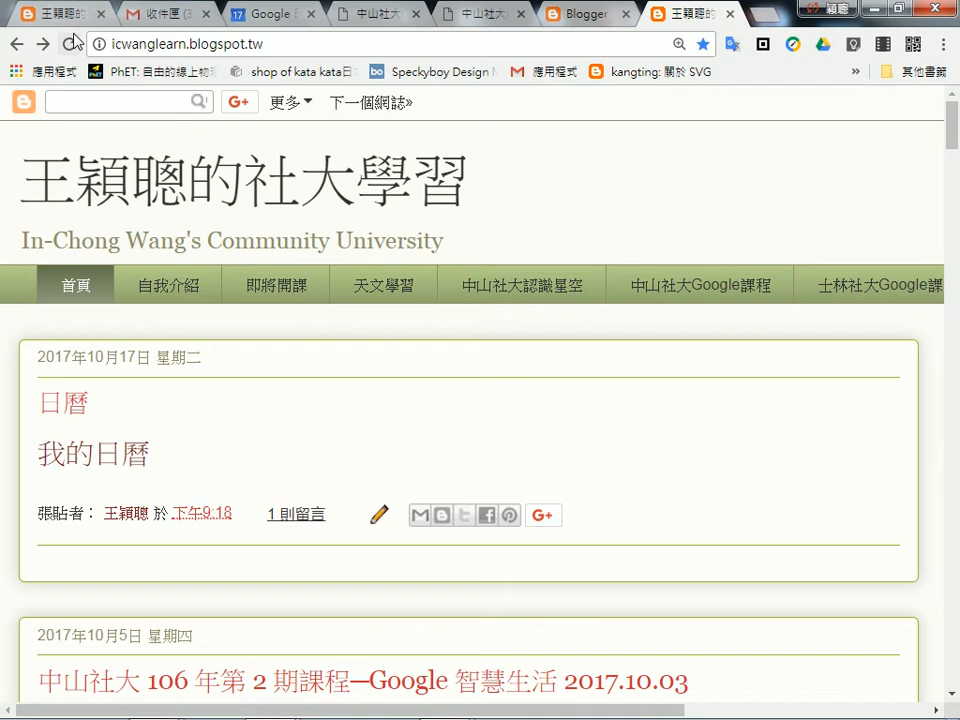 王穎聰的
收件匣 (3
17 Google E
中山社大
中山社大
Blogger
王穎聰的
穎聰
icwanglearn.blogspot.tw
應用程式 PhET: 自由的線上物 shop of kata kata日 bo Speckyboy Design M 應用程式 kangting: 關於 SVG » 其他書籤
G+ 更多 下一個網誌»
王穎聰的社大學習
In-Chong Wang's Community University
首頁 自我介紹 即將開課 天文學習 中山社大認識星空 中山社大Google課程 士林社大Google課
2017年10月17日 星期二
日曆
我的日曆
張貼者： 王穎聰 於 下午9:18 1 則留言 G+
2017年10月5日 星期四
中山社大 106 年第 2 期課程─Google 智慧生活 2017.10.03